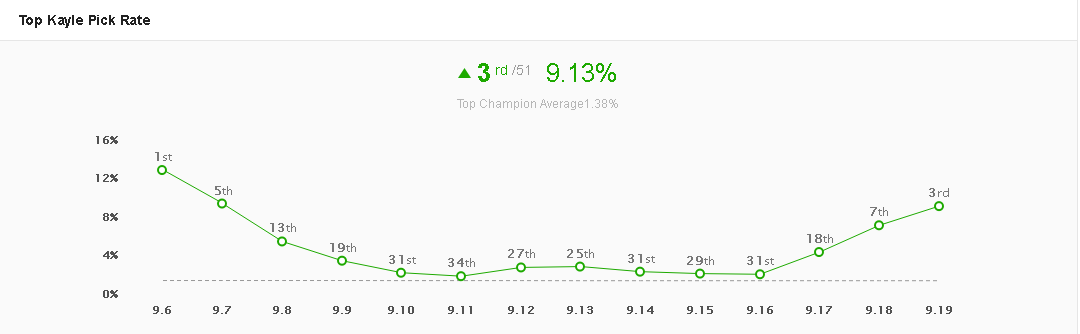 Top Kayle Pick Rate
▲ 3 rd /51 9.13%
Top Champion Average1.38%
16%
1st
12%
5th
3rd
8%
7th
13th
18th
4%
19th
31st
34th
27th
25th
31st
29th
31st
0%
9.6 9.7 9.8 9.9 9.10 9.11 9.12 9.13 9.14 9.15 9.16 9.17 9.18 9.19